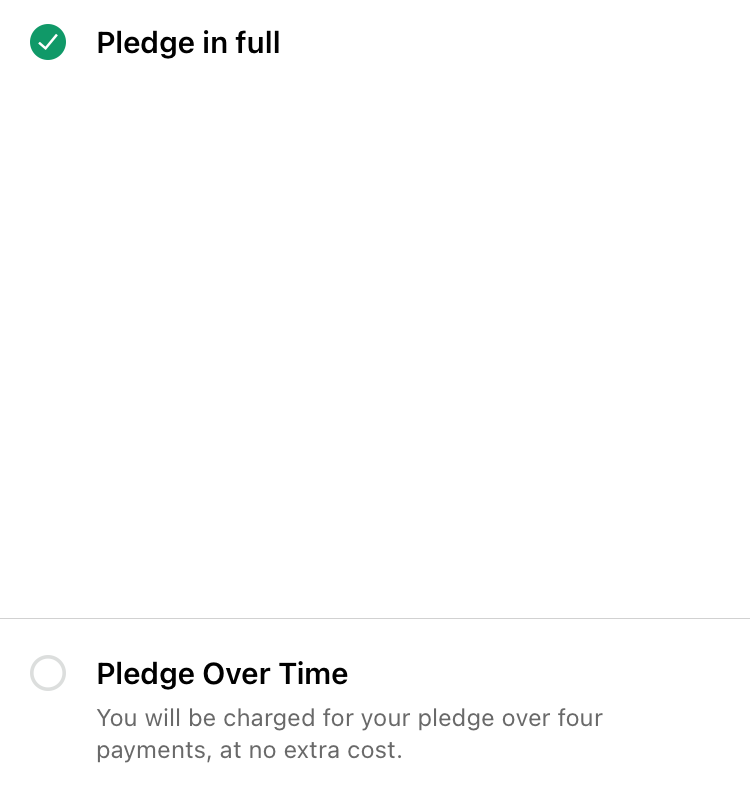 Pledge in full
Pledge Over Time
You will be charged for your pledge over four
payments, at no extra cost.